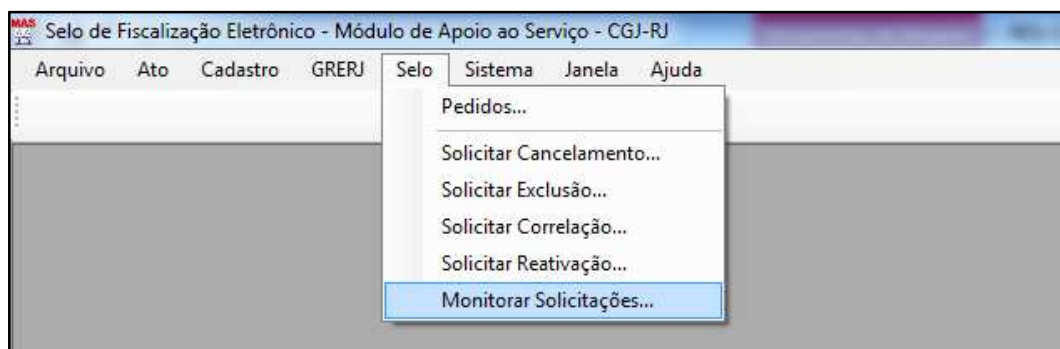 MAS Selo de Fiscalização Eletrônico - Módulo de Apoio ao Serviço - CGJ-RJ
Arquivo Ato Cadastro GRERJ Selo Sistema Janela Ajuda
Pedidos...
Solicitar Cancelamento...
Solicitar Exclusão...
Solicitar Correlação...
Solicitar Reativação...
Monitorar Solicitações...